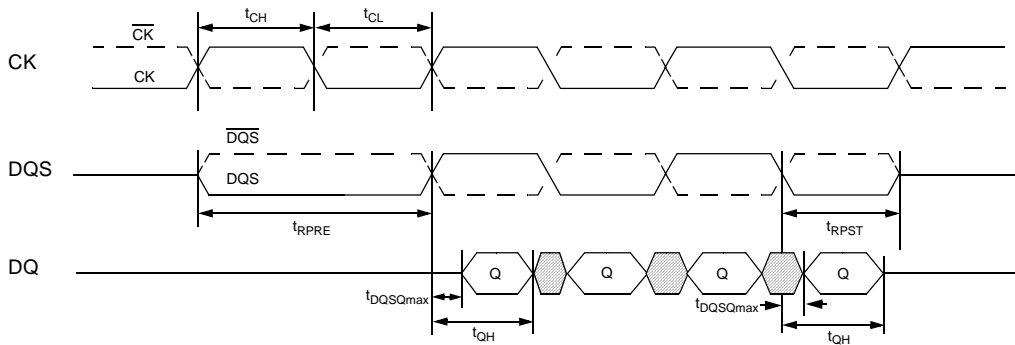 tCH
tCL
CK
CK
CK
DQS
DQS
DQS
tRPRE
tRPST
DQ
Q
Q
Q
Q
tDQSQmax
tDQSQmax
tQH
tQH